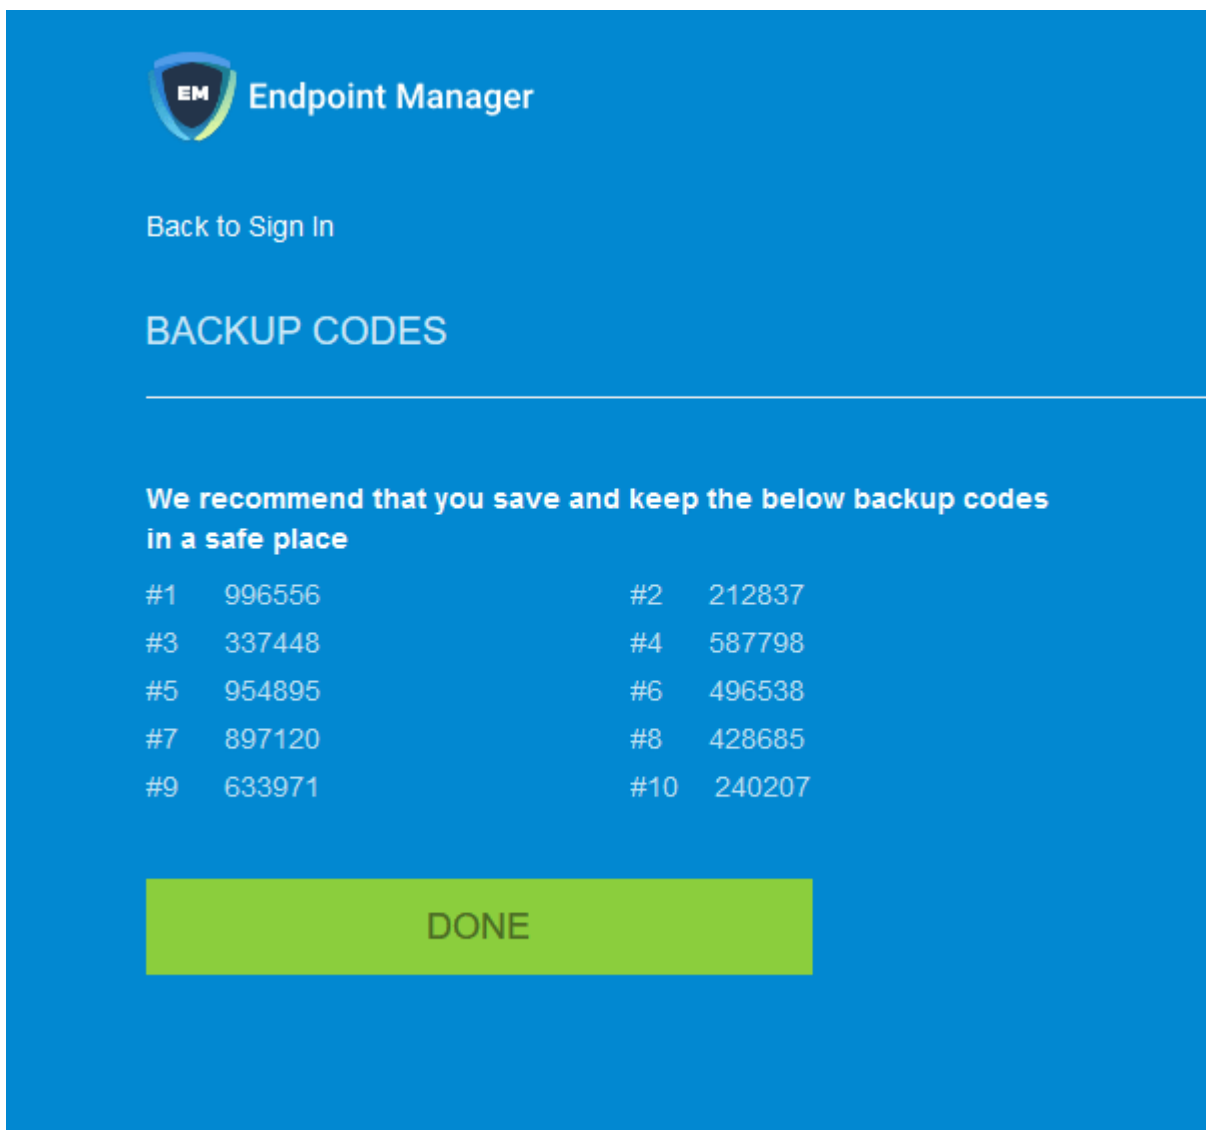 EM Endpoint Manager
Back to Sign In
BACKUP CODES
We recommend that you save and keep the below backup codes
in a safe place
#1 996556 #2 212837
#3 337448 #4 587798
#5 954895 #6 496538
#7 897120 #8 428685
#9 633971 #10 240207
DONE